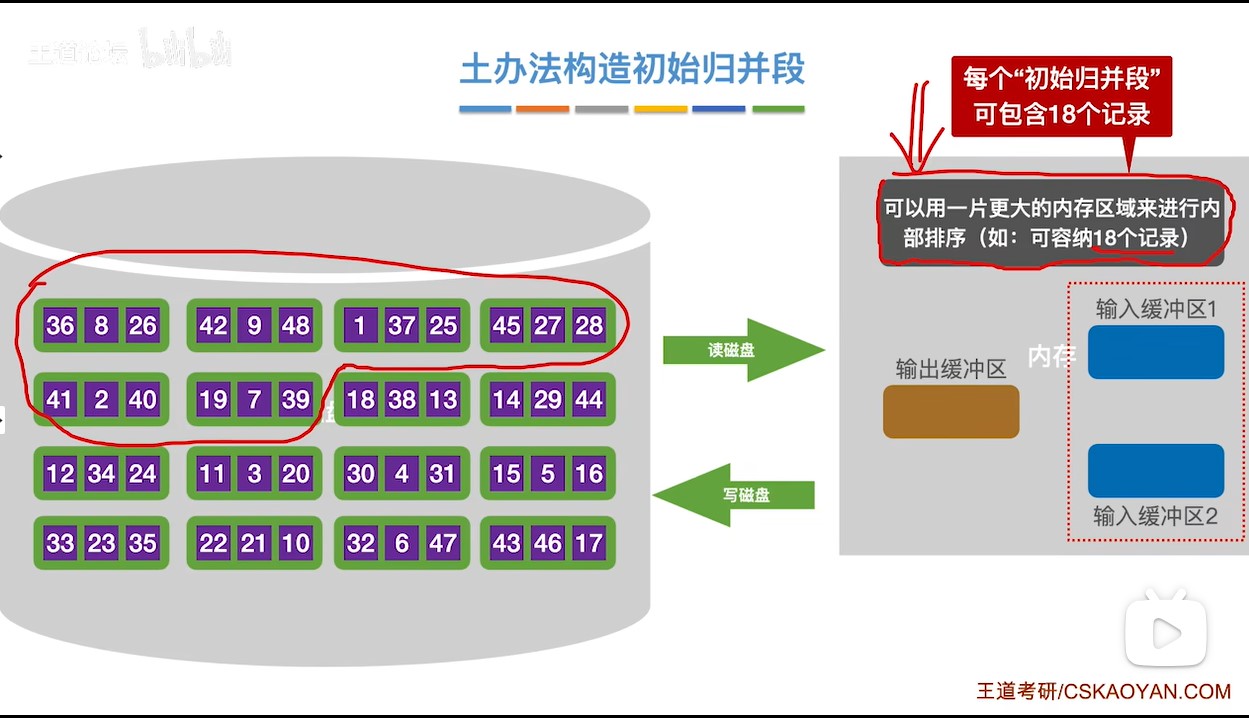 王道论坛 bilibili
土办法构造初始归并段
每个“初始归并段”
可包含18个记录
可以用一片更大的内存区域来进行内
部排序（如：可容纳18个记录）
36 8 26 42 9 48 1 37 25 45 27 28
41 2 40 19 7 39 18 38 13 14 29 44
12 34 24 11 3 20 30 4 31 15 5 16
33 23 35 22 21 10 32 6 47 43 46 17
读磁盘
写磁盘
输出缓冲区
内存
输入缓冲区1
输入缓冲区2
王道考研/CSKAOYAN.COM